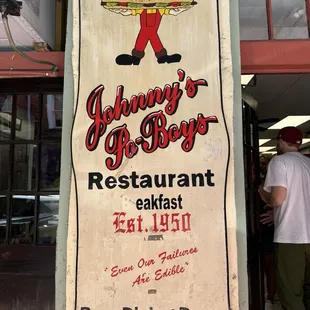 Johnny's
Po-Boys
Restaurant
eakfast
Est. 1950
"Even Our Failures
Are Edible"